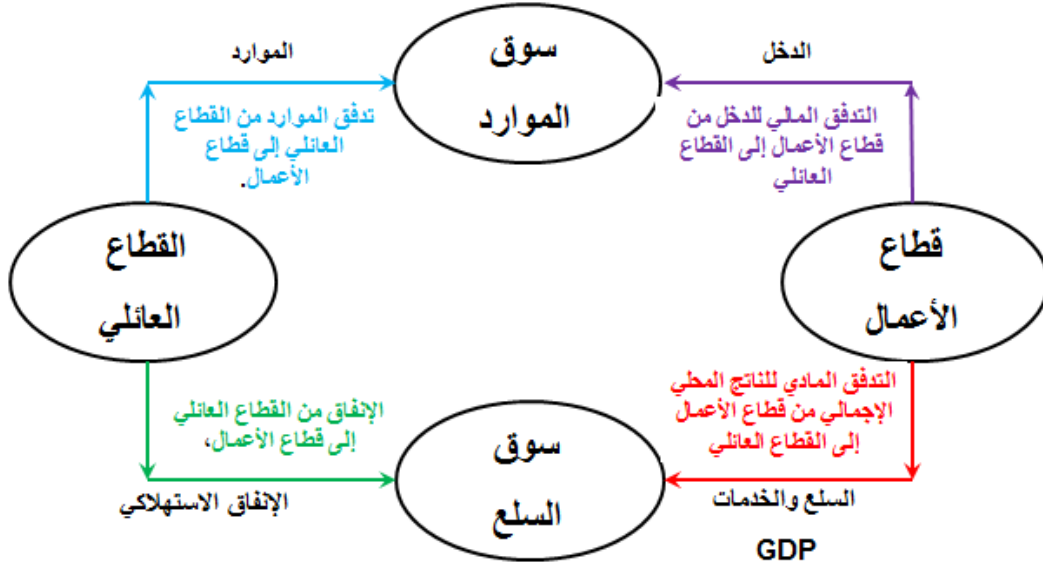 الموارد
سوق
الموارد
الدخل
تدفق الموارد من القطاع
العائلي إلى قطاع
الأعمال.
التدفق المالي للدخل من
قطاع الأعمال إلى القطاع
العائلي
القطاع
العائلي
قطاع
الأعمال
الإنفاق من القطاع العائلي
إلى قطاع الأعمال،
الإنفاق الاستهلاكي
سوق
السلع
التدفق المادي للناتج المحلي
الإجمالي من قطاع الأعمال
إلى القطاع العائلي
السلع والخدمات
GDP